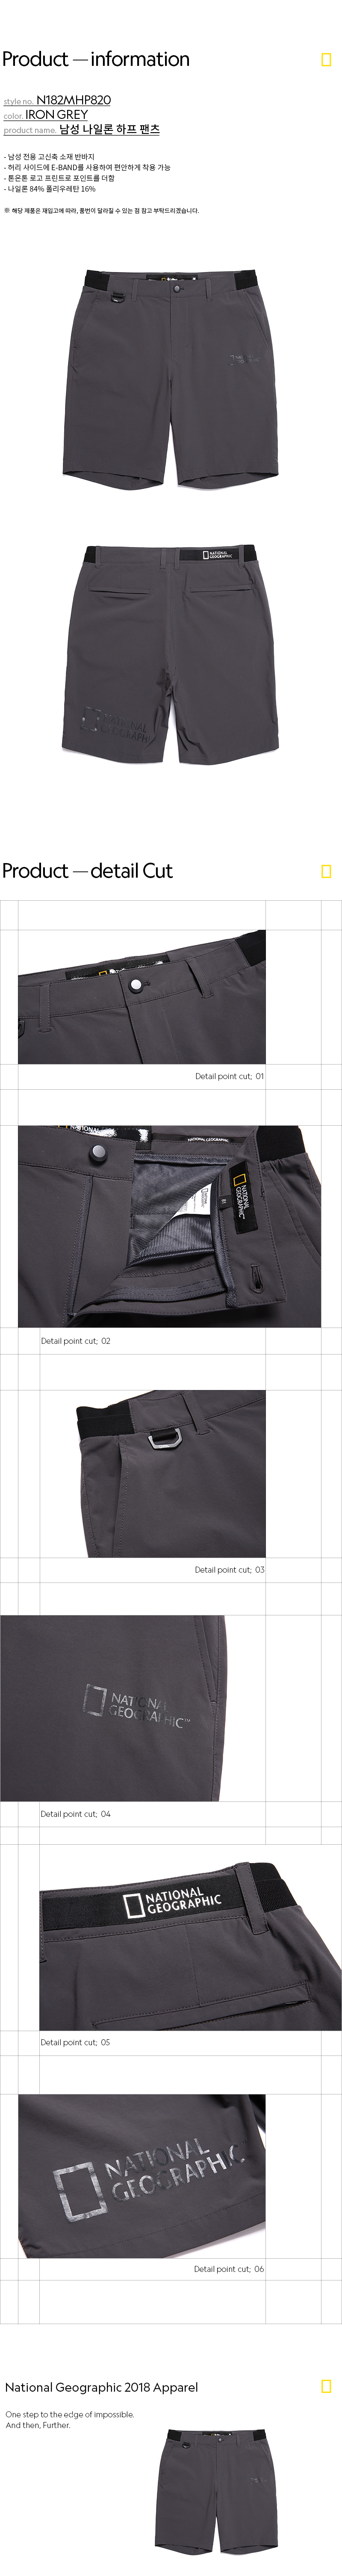 Product — information
style no. N182MHP820
color. IRON GREY
product name. 남성 나일론 하프 팬츠
- 남성 전용 고신축 소재 반바지
- 허리 사이드에 E-BAND를 사용하여 편안하게 착용 가능
- 톤온톤 로고 프린트로 포인트를 더함
- 나일론 84% 폴리우레탄 16%
※ 해당 제품은 재입고에 따라, 품번이 달라질 수 있는 점 참고 부탁드리겠습니다.
NATIONAL
GEOGRAPHIC
NATIONAL
GEOGRAPHIC
Product — detail Cut
Detail point cut; 01
NATIONAL GEOGRAPHIC
NATIONAL
GEOGRAPHIC
Detail point cut; 02
Detail point cut; 03
NATIONAL
GEOGRAPHIC™
Detail point cut; 04
NATIONAL
GEOGRAPHIC
Detail point cut; 05
NATIONAL
GEOGRAPHIC
Detail point cut; 06
National Geographic 2018 Apparel
One step to the edge of impossible.
And then, Further.